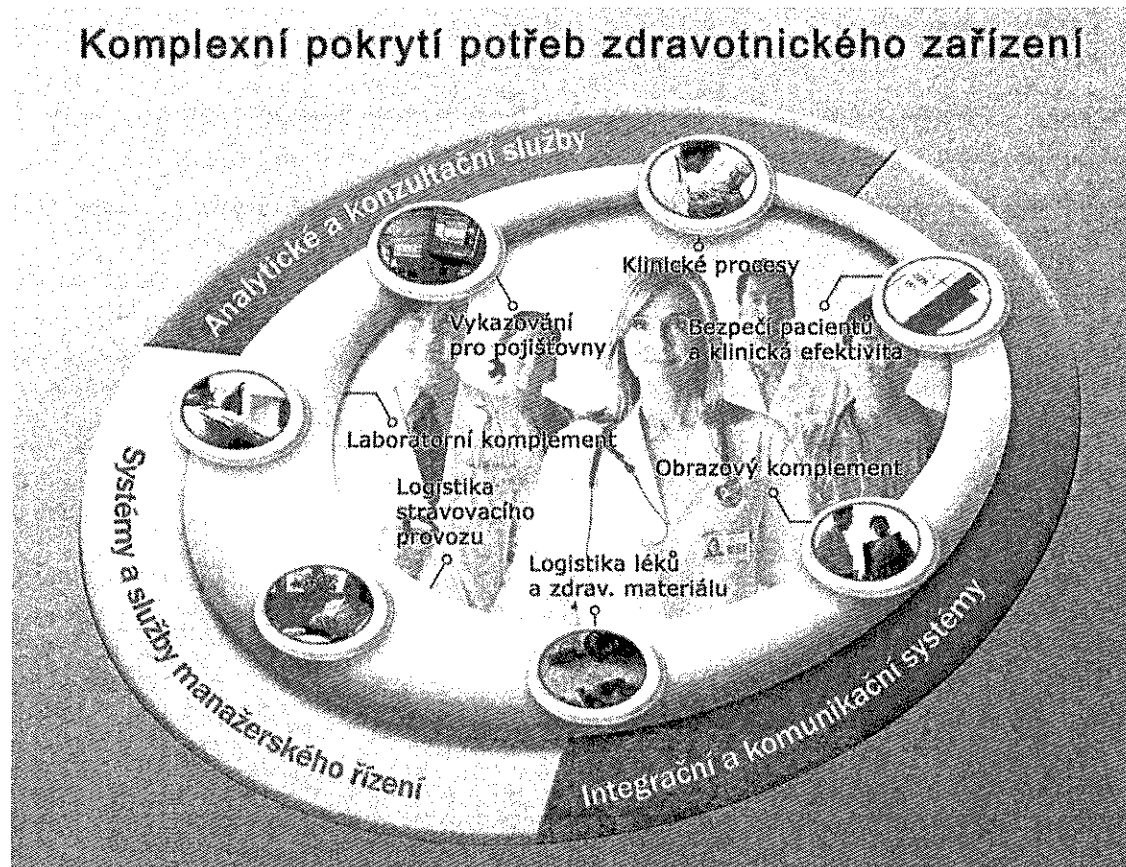 Komplexní pokrytí potřeb zdravotnického zařízení
Analytické a konzultační služby
Klinické procesy
Vykazování
pro pojišťovny
Bezpečí pacientů
a klinická efektivita
Laboratorní komplement
Obrazový komplement
Logistika
stravovacího
provozu
Logistika léků
a zdrav. materiálu
Systémy a služby manažerského řízení
Integrační a komunikační systémy